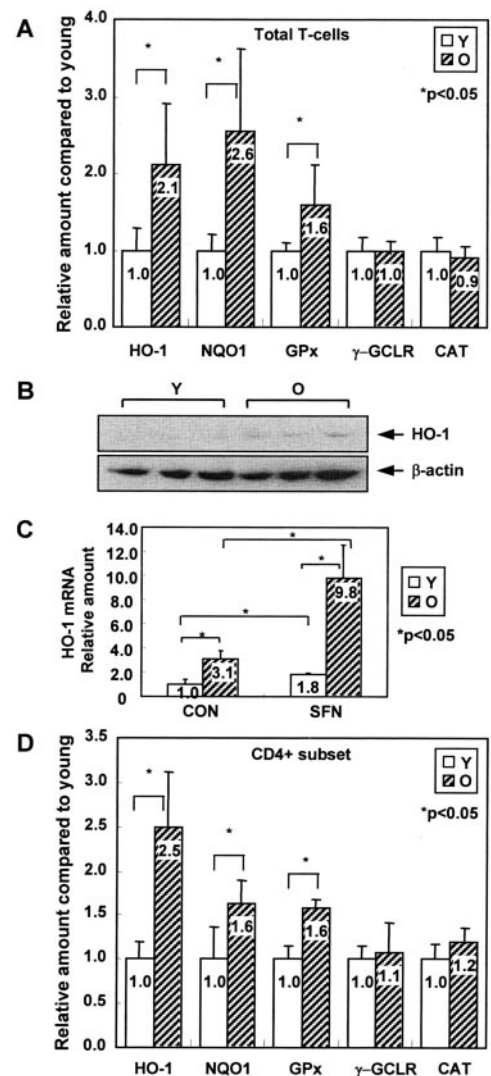 A
Total T-cells
Y
O
*p<0.05
Relative amount compared to young
4.0
3.0
2.0
1.0
0.0
*
*
*
1.0
2.1
1.0
2.6
1.0
1.6
1.0
1.0
1.0
0.9
HO-1
NQO1
GPx
γ-GCLR
CAT
B
Y
O
HO-1
β-actin
C
HO-1 mRNA
Relative amount
14.0
12.0
10.0
8.0
6.0
4.0
2.0
0
*
*
*
*
1.0
3.1
1.8
9.8
CON
SFN
Y
O
*p<0.05
D
CD4+ subset
Y
O
*p<0.05
Relative amount compared to young
3.5
3.0
2.5
2.0
1.5
1.0
0.5
0.0
*
*
*
1.0
2.5
1.0
1.6
1.0
1.6
1.0
1.1
1.0
1.2
HO-1
NQO1
GPx
γ-GCLR
CAT